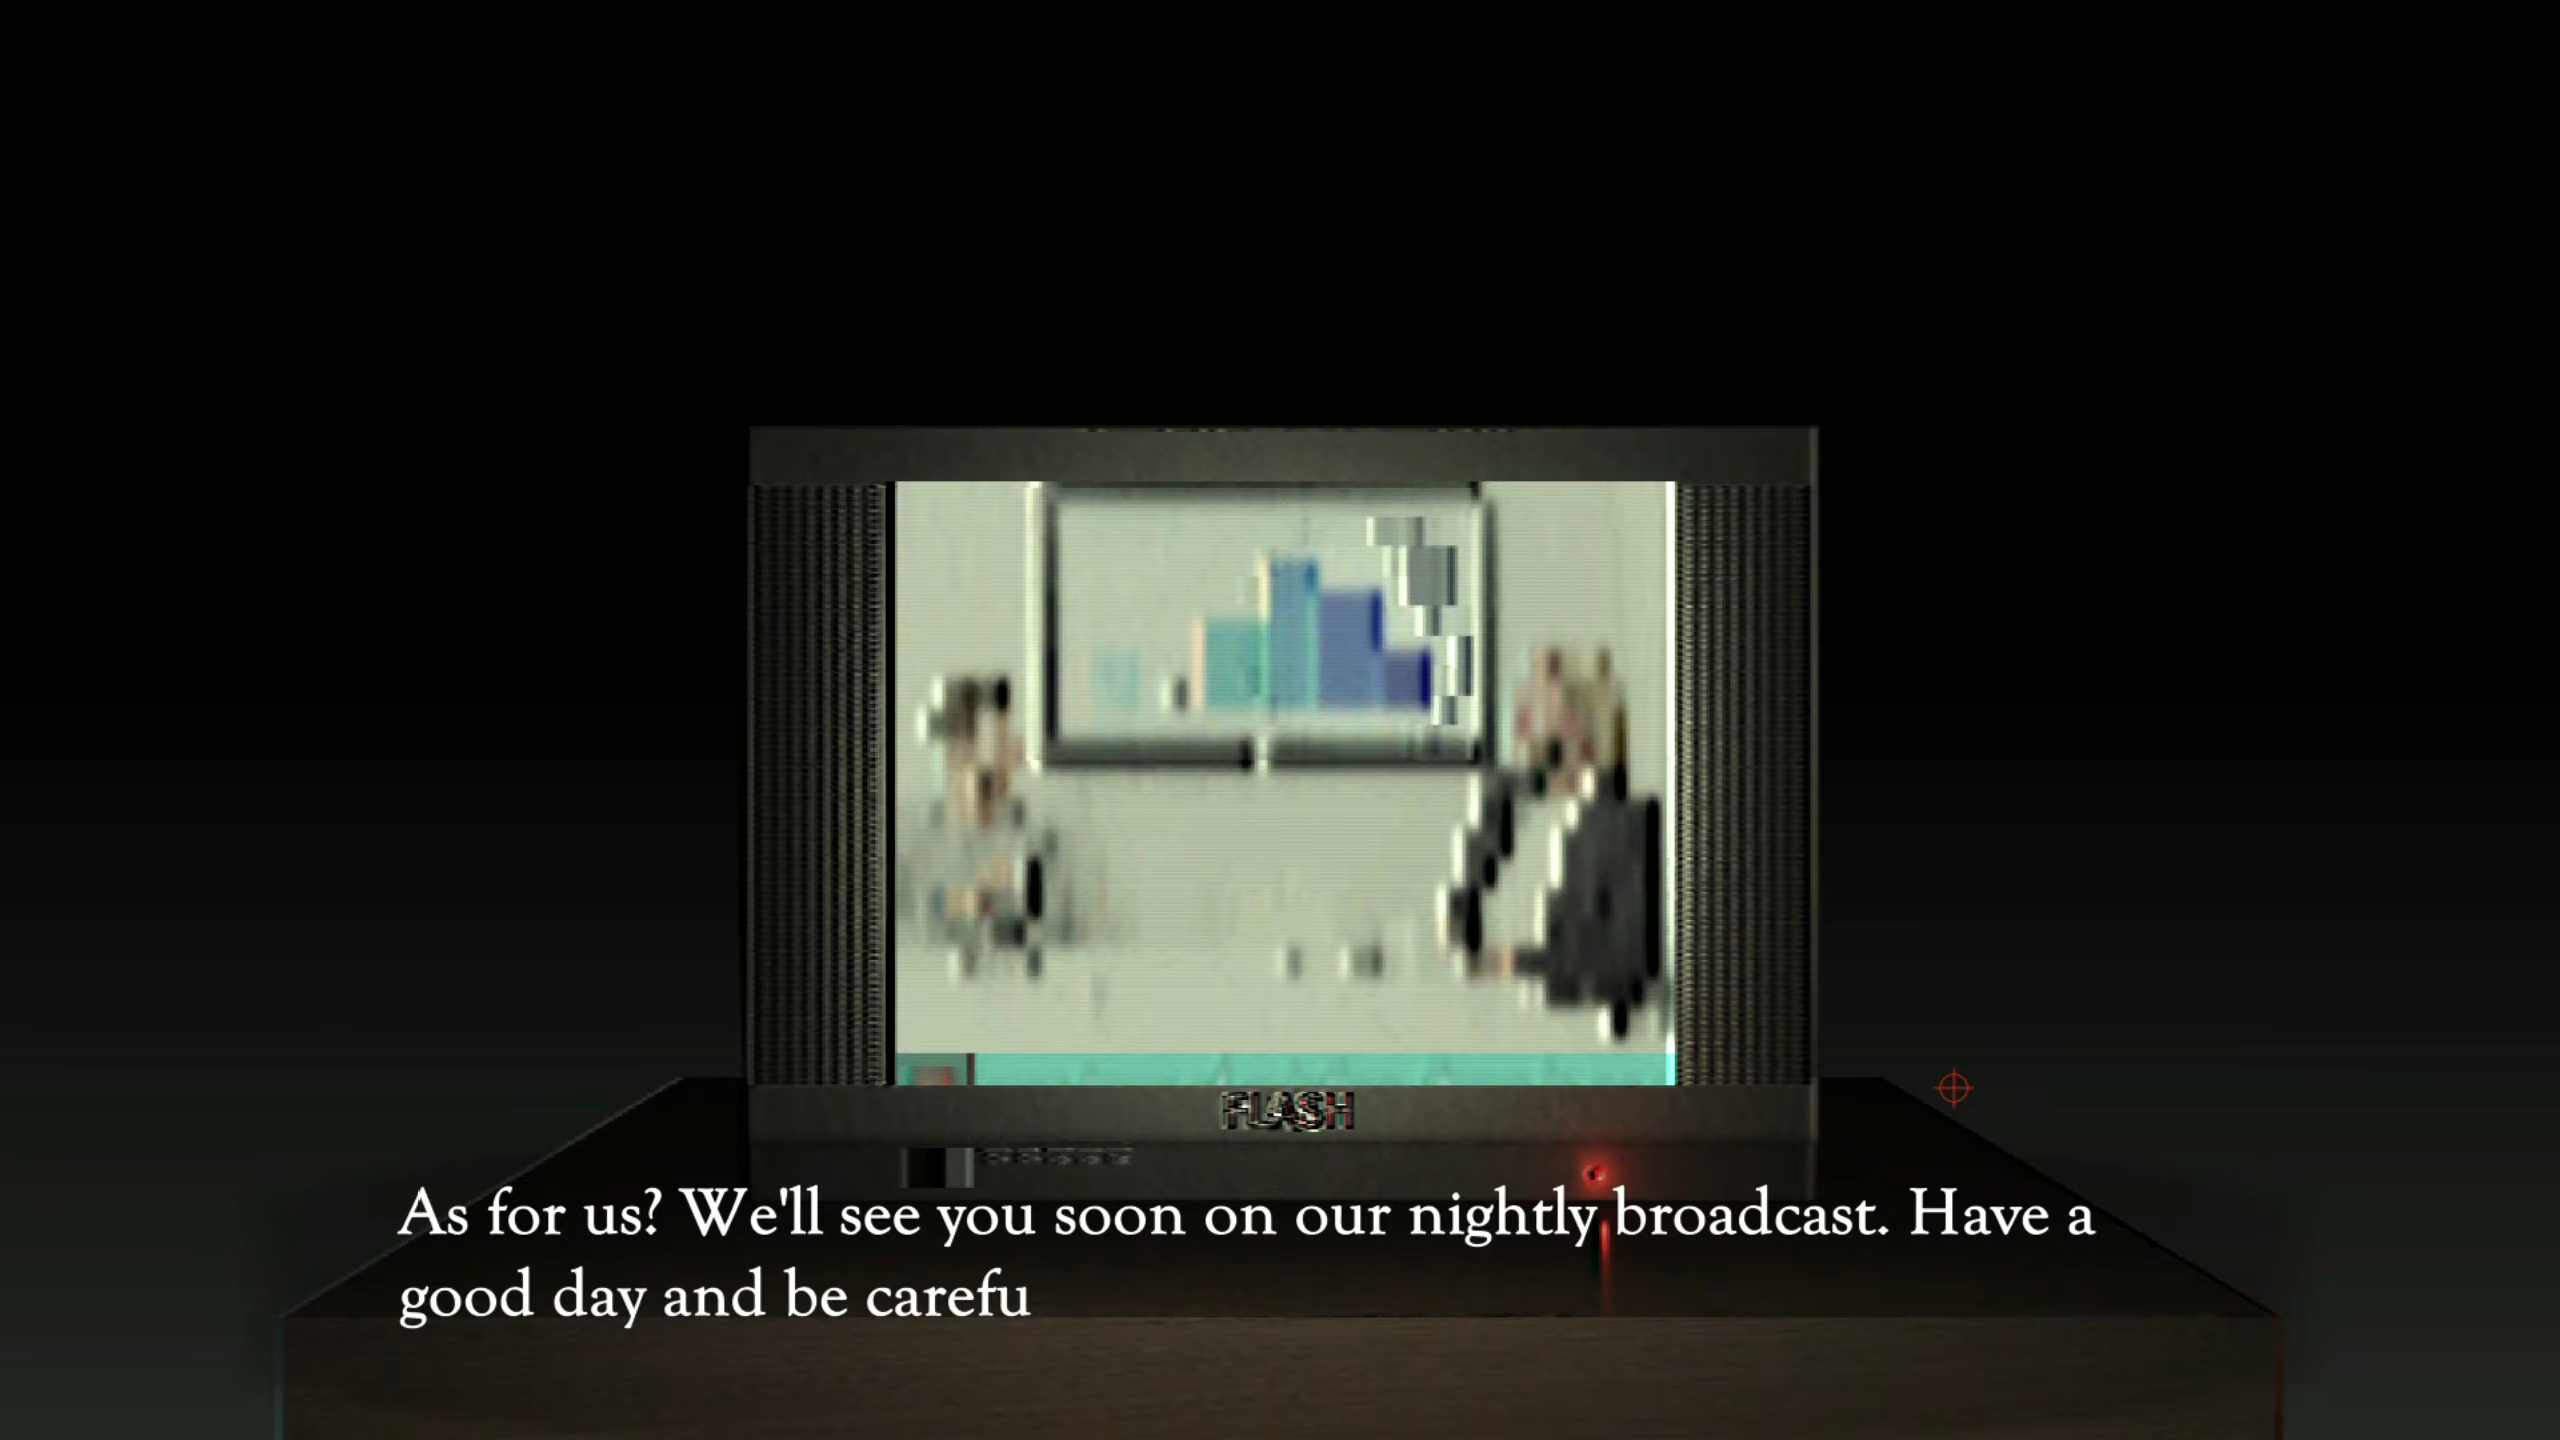 FLASH
As for us? We'll see you soon on our nightly broadcast. Have a
good day and be carefu